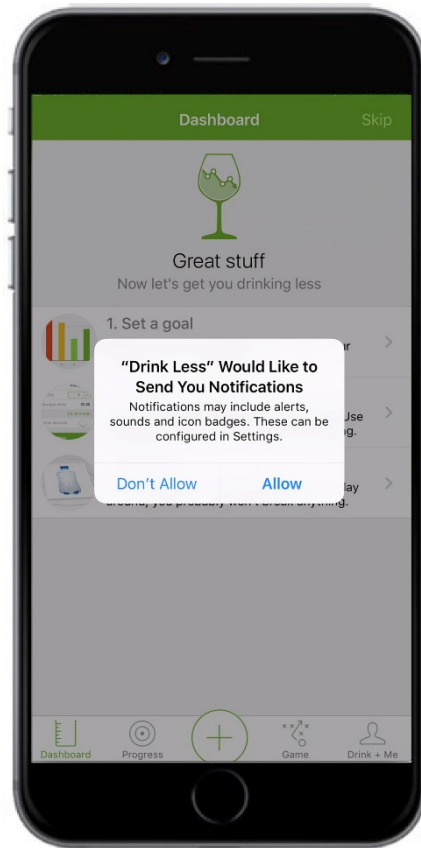 Dashboard
Skip
Great stuff
Now let's get you drinking less
1. Set a goal
"Drink Less" Would Like to
Send You Notifications
Notifications may include alerts,
sounds and icon badges. These can be
configured in Settings.
Use
Don't Allow
Allow
around, you probably won't break anything.
Dashboard
Progress
Game
Drink + Me